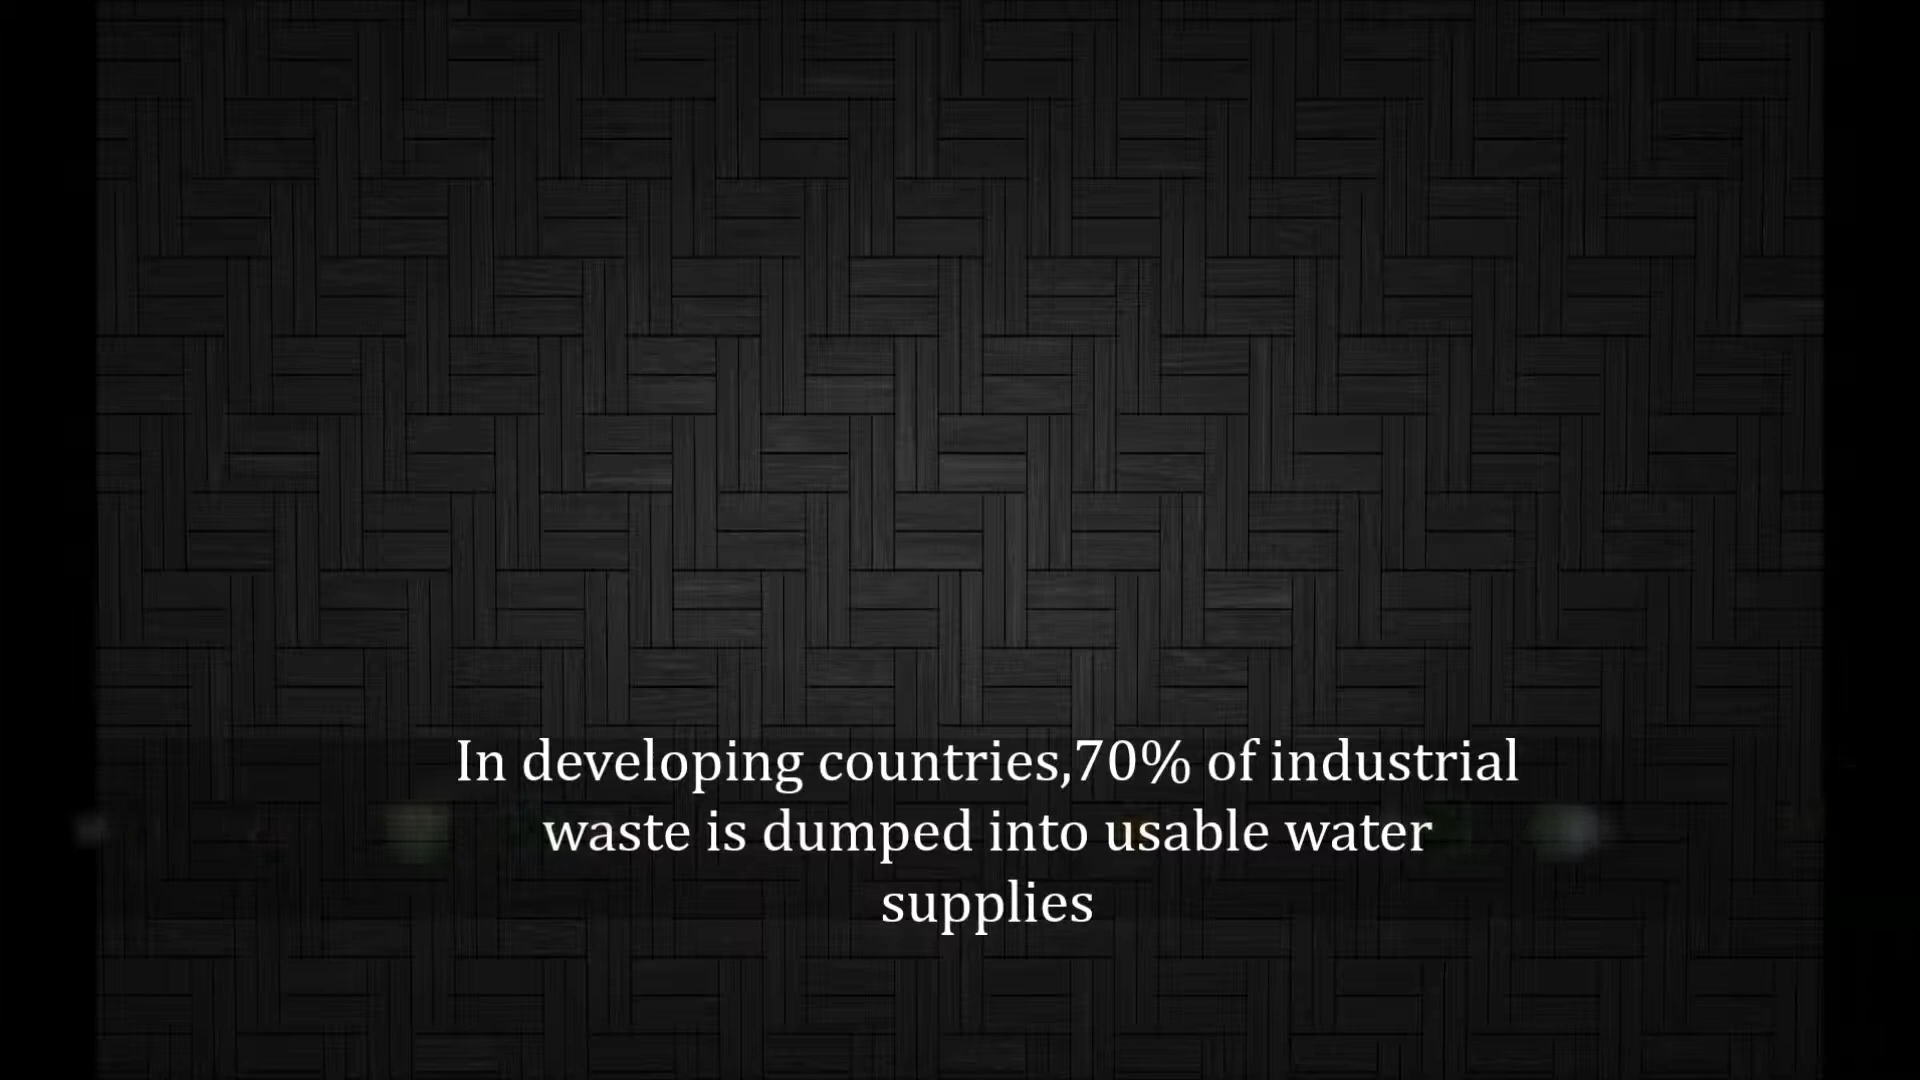 In developing countries,70% of industrial
waste is dumped into usable water
supplies